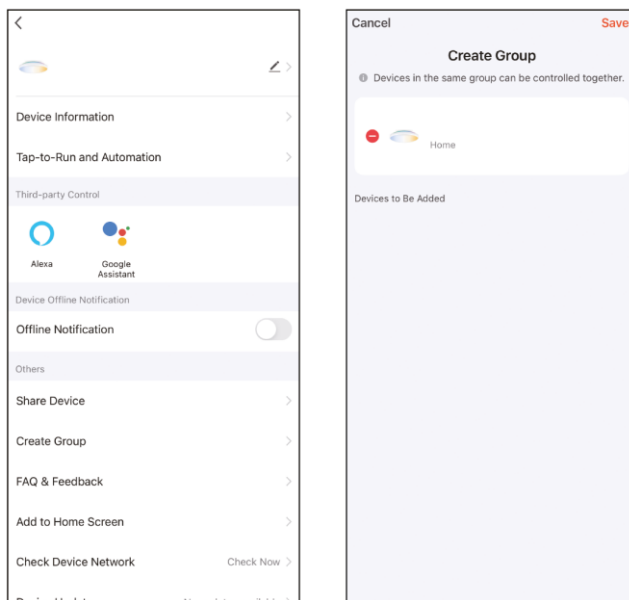 Device Information
Tap-to-Run and Automation
Third-party Control
Alexa
Google
Assistant
Device Offline Notification
Offline Notification
Others
Share Device
Create Group
FAQ & Feedback
Add to Home Screen
Check Device Network Check Now
Cancel Save
Create Group
Devices in the same group can be controlled together.
Home
Devices to Be Added